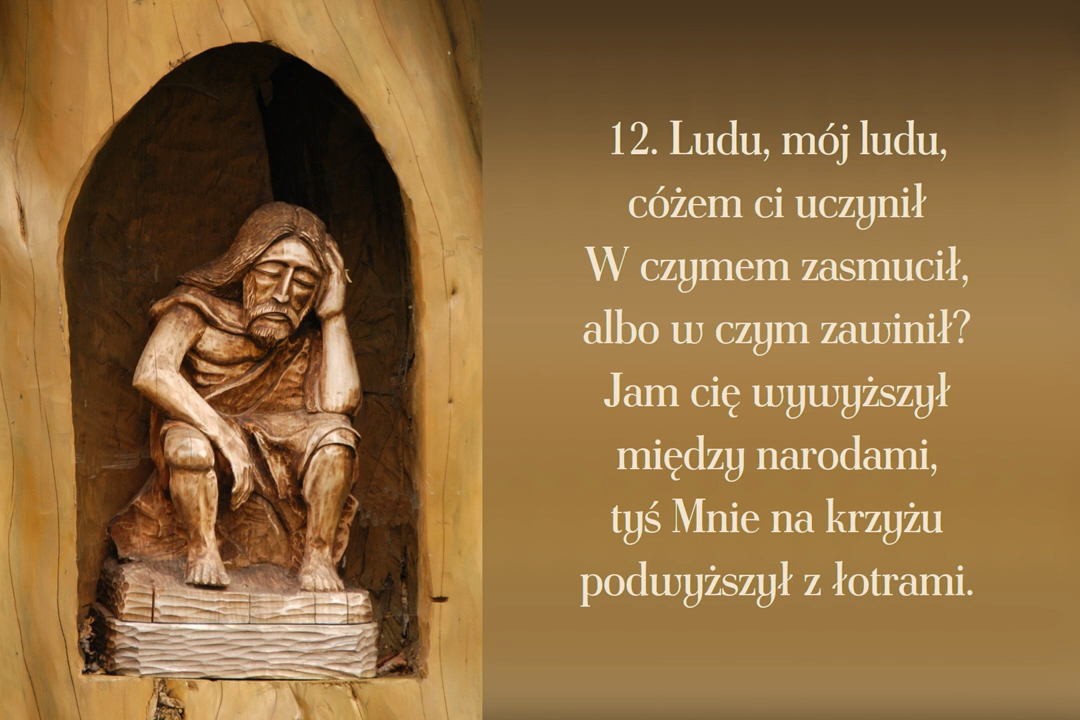 12. Ludu, mój ludu,
cóżem ci uczynił
W czymem zasmucił,
albo w czym zawinił?
Jam cię wywyższył
między narodami,
tyś Mnie na krzyżu
podwyższył z łotrami.